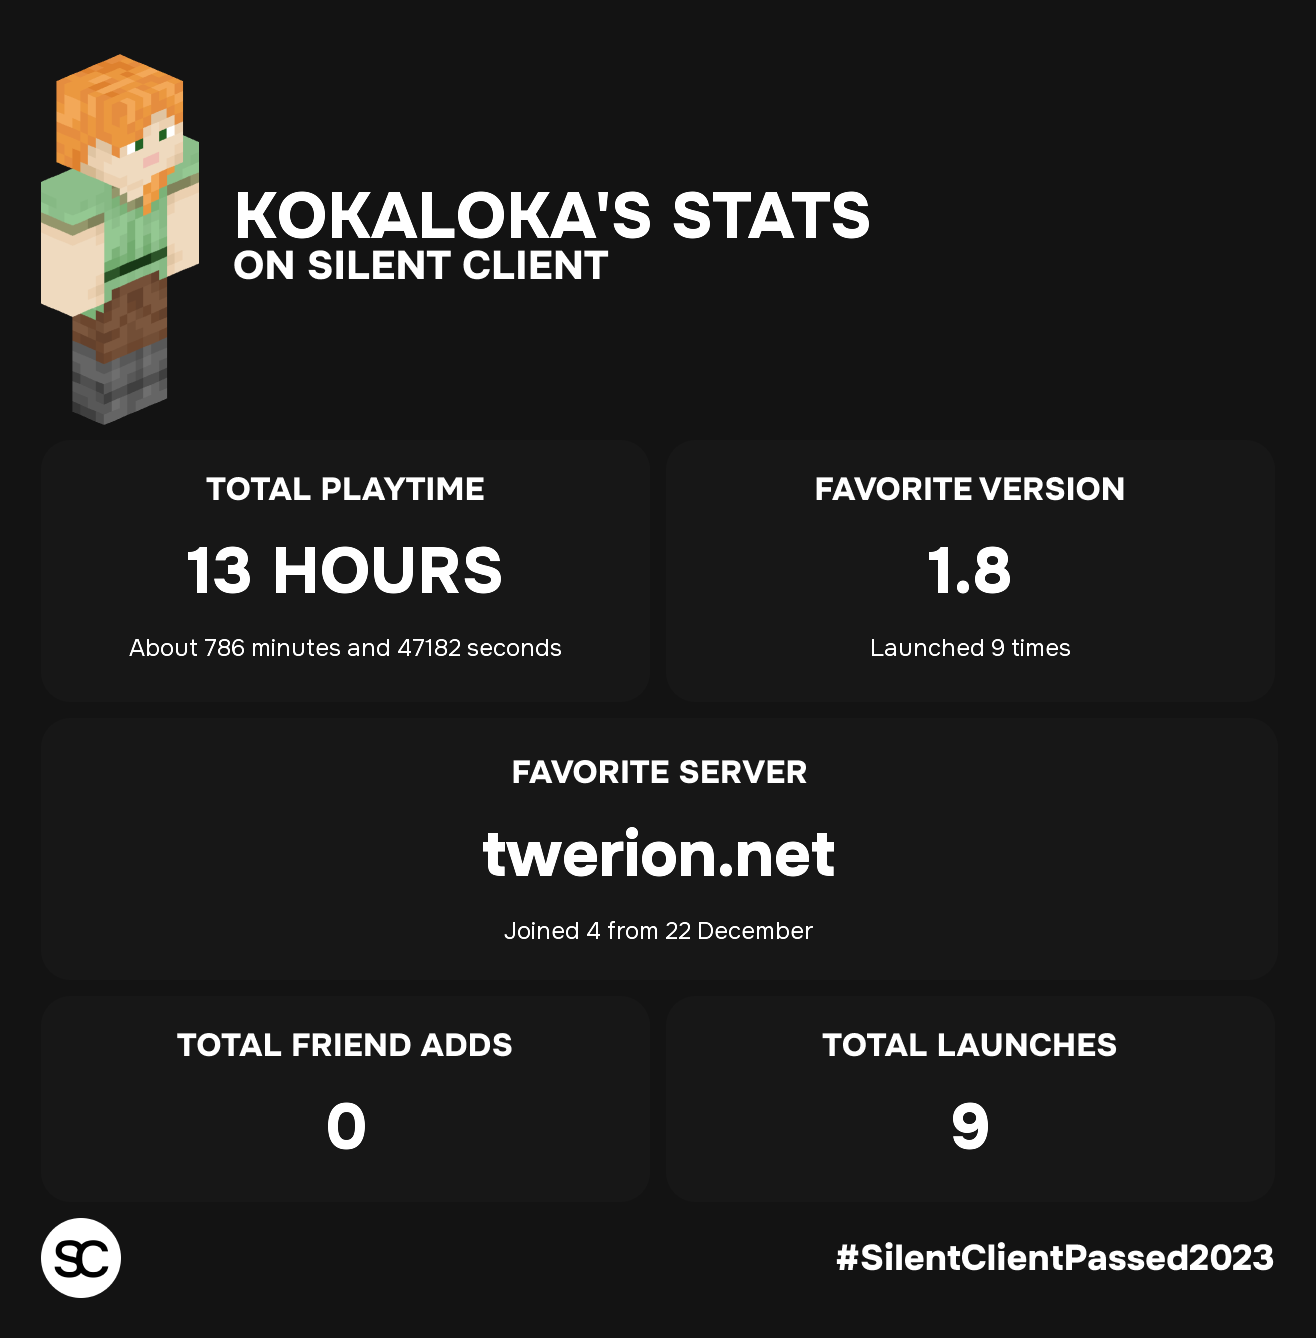 KOKALOKA'S STATS
ON SILENT CLIENT
TOTAL PLAYTIME
13 HOURS
About 786 minutes and 47182 seconds
FAVORITE VERSION
1.8
Launched 9 times
FAVORITE SERVER
twerion.net
Joined 4 from 22 December
TOTAL FRIEND ADDS
0
TOTAL LAUNCHES
9
SC
#SilentClientPassed2023